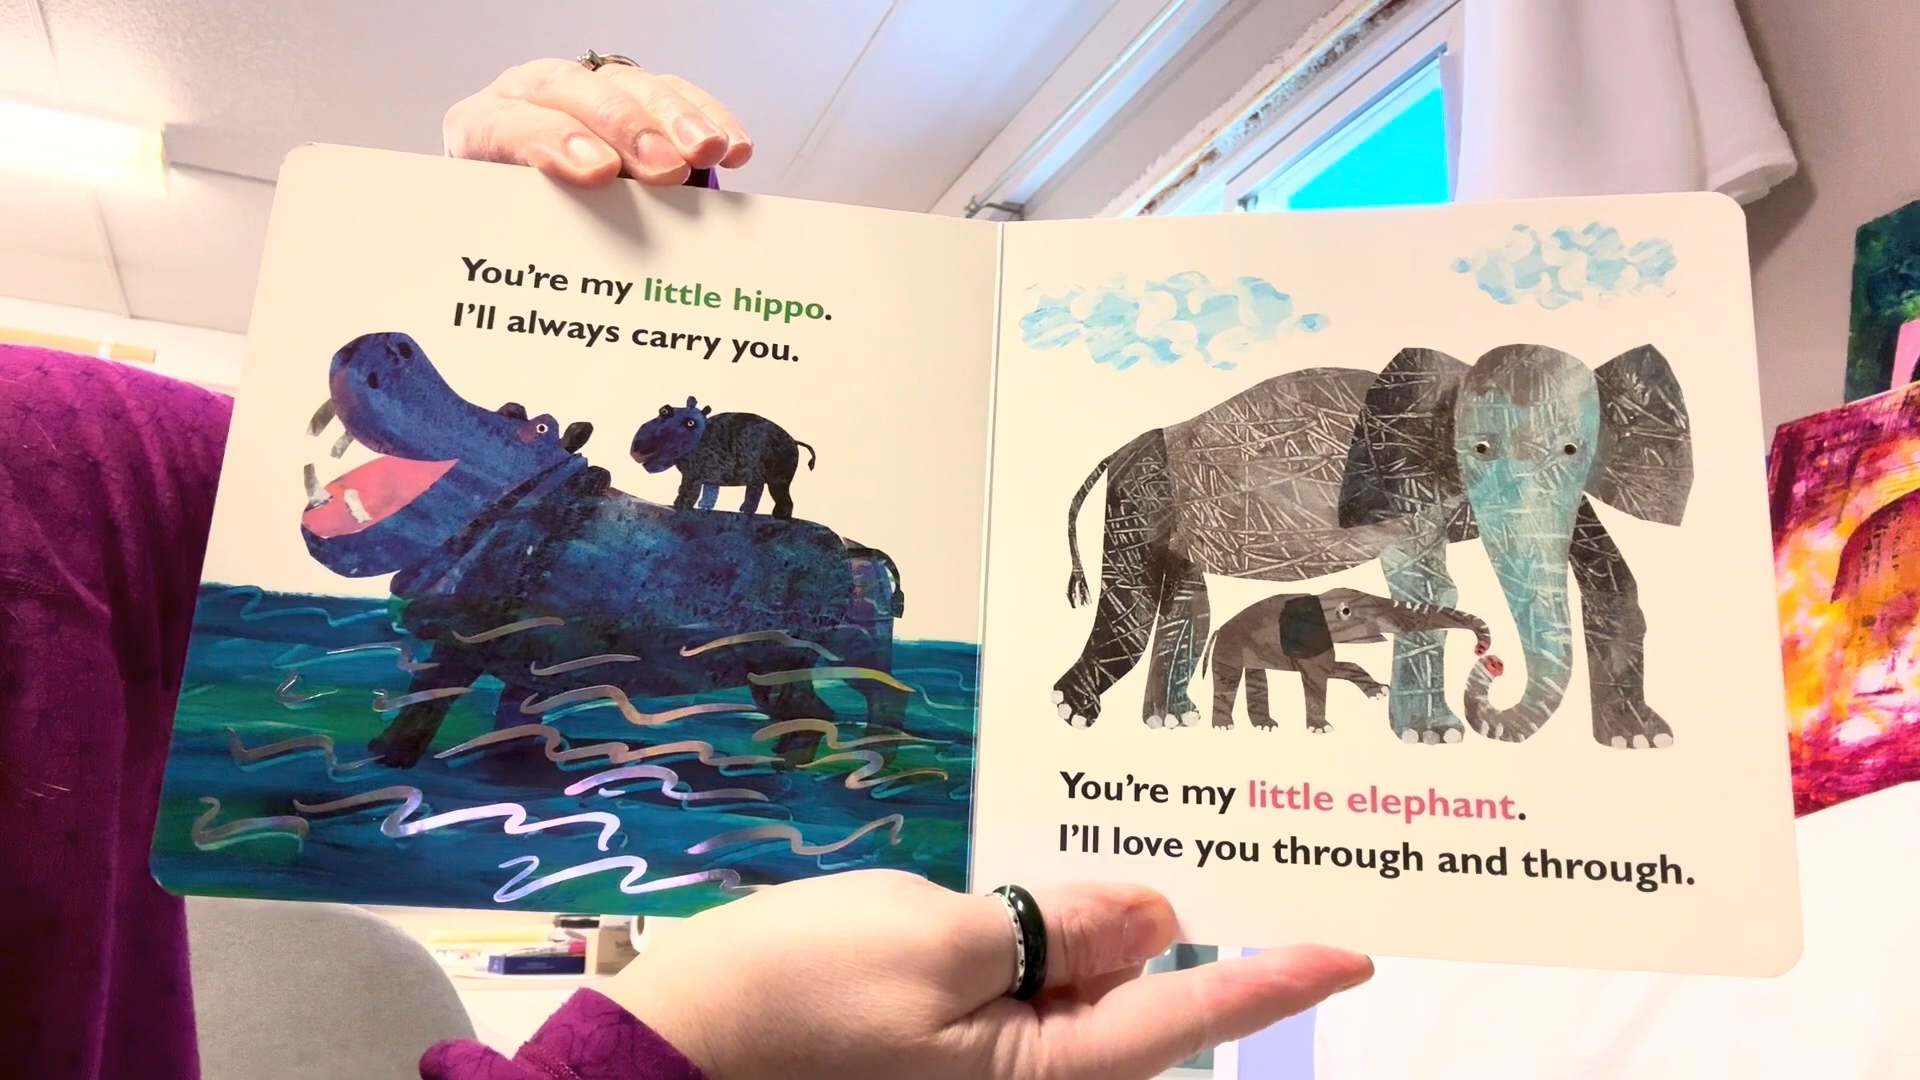 You're my little hippo.
I'll always carry you.
You're my little elephant.
I'll love you through and through.